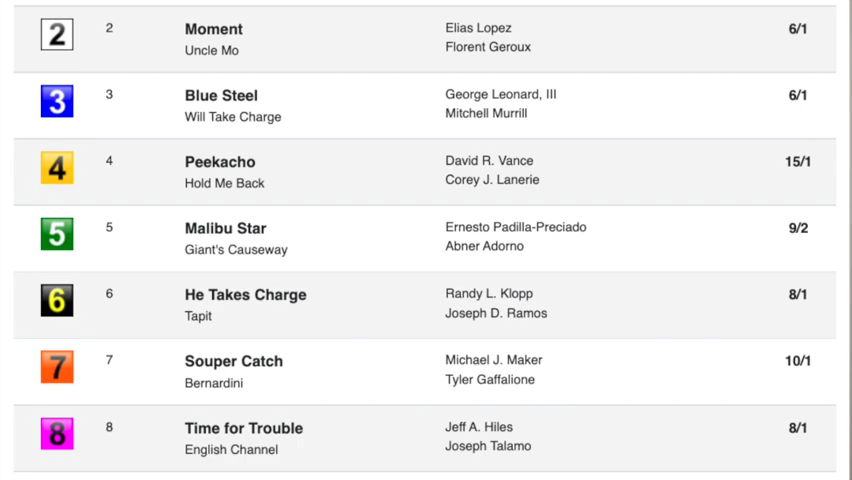 2 2 Moment Elias Lopez 6/1
Uncle Mo Florent Geroux
3 3 Blue Steel George Leonard, III 6/1
Will Take Charge Mitchell Murrill
4 4 Peekacho David R. Vance 15/1
Hold Me Back Corey J. Lanerie
5 5 Malibu Star Ernesto Padilla-Preciado 9/2
Giant's Causeway Abner Adorno
6 6 He Takes Charge Randy L. Klopp 8/1
Tapit Joseph D. Ramos
7 7 Souper Catch Michael J. Maker 10/1
Bernardini Tyler Gaffalione
8 8 Time for Trouble Jeff A. Hiles 8/1
English Channel Joseph Talamo